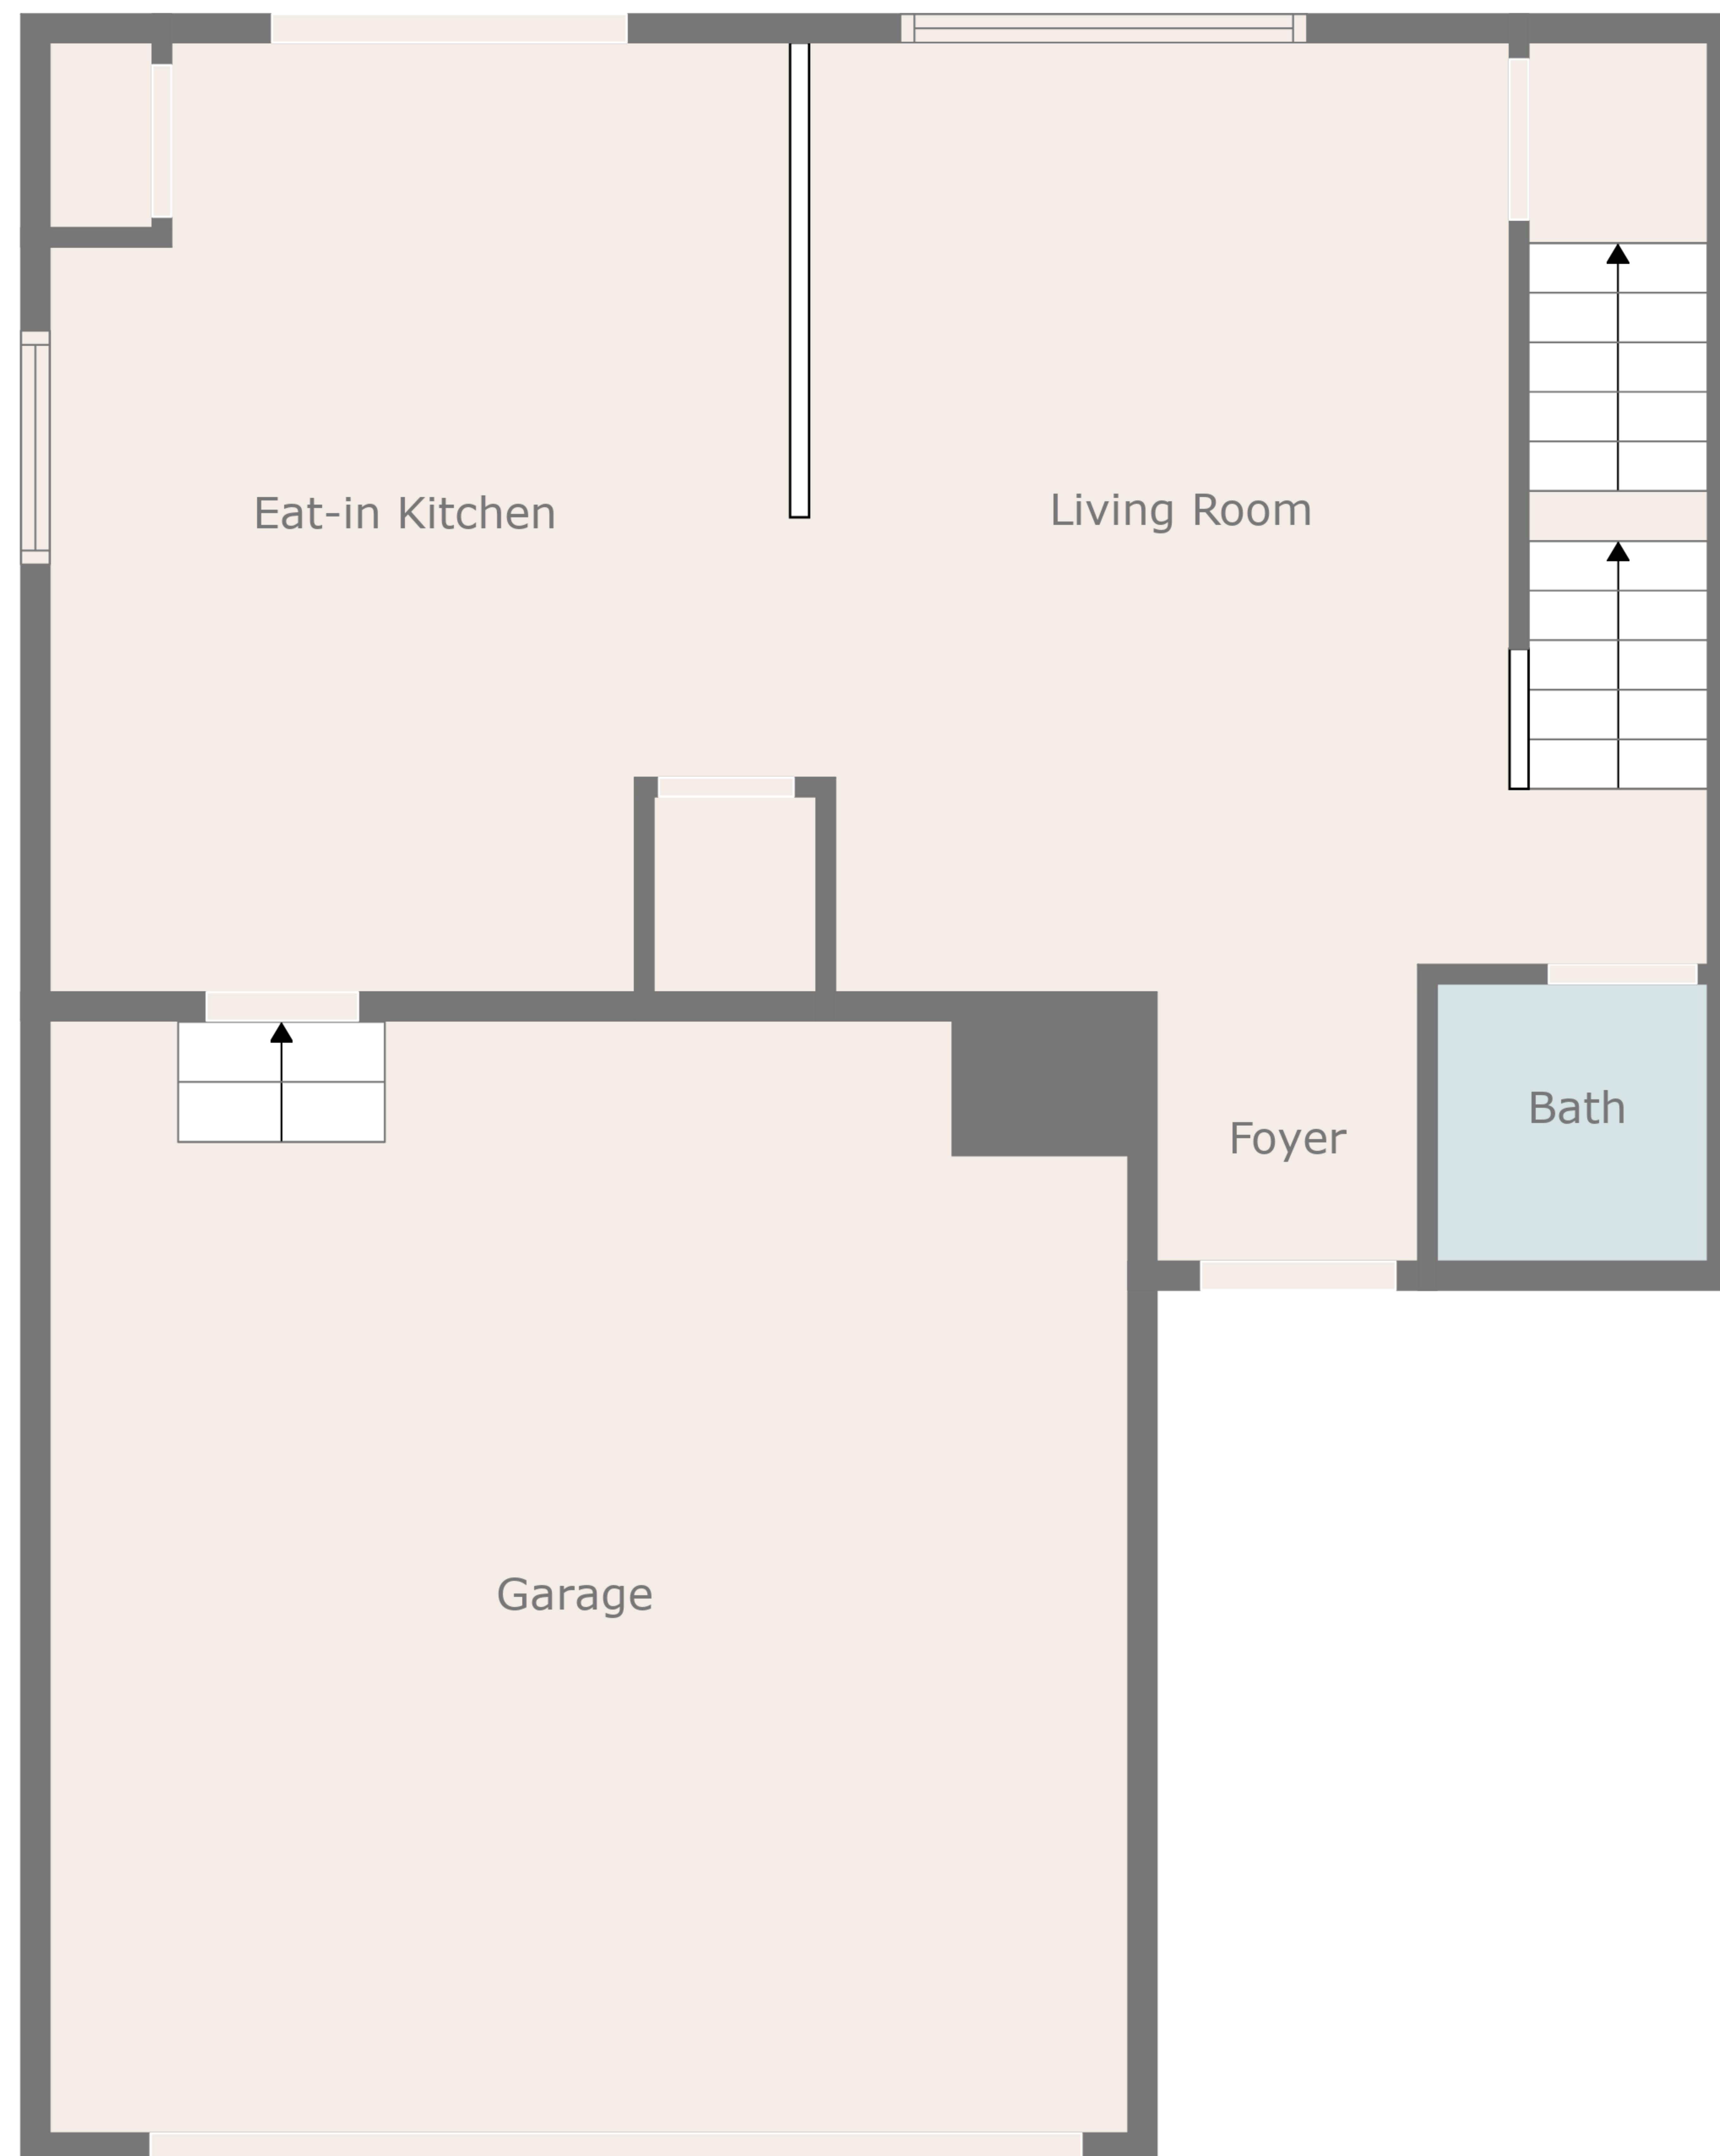 Eat-in Kitchen
Living Room
Bath
Foyer
Garage